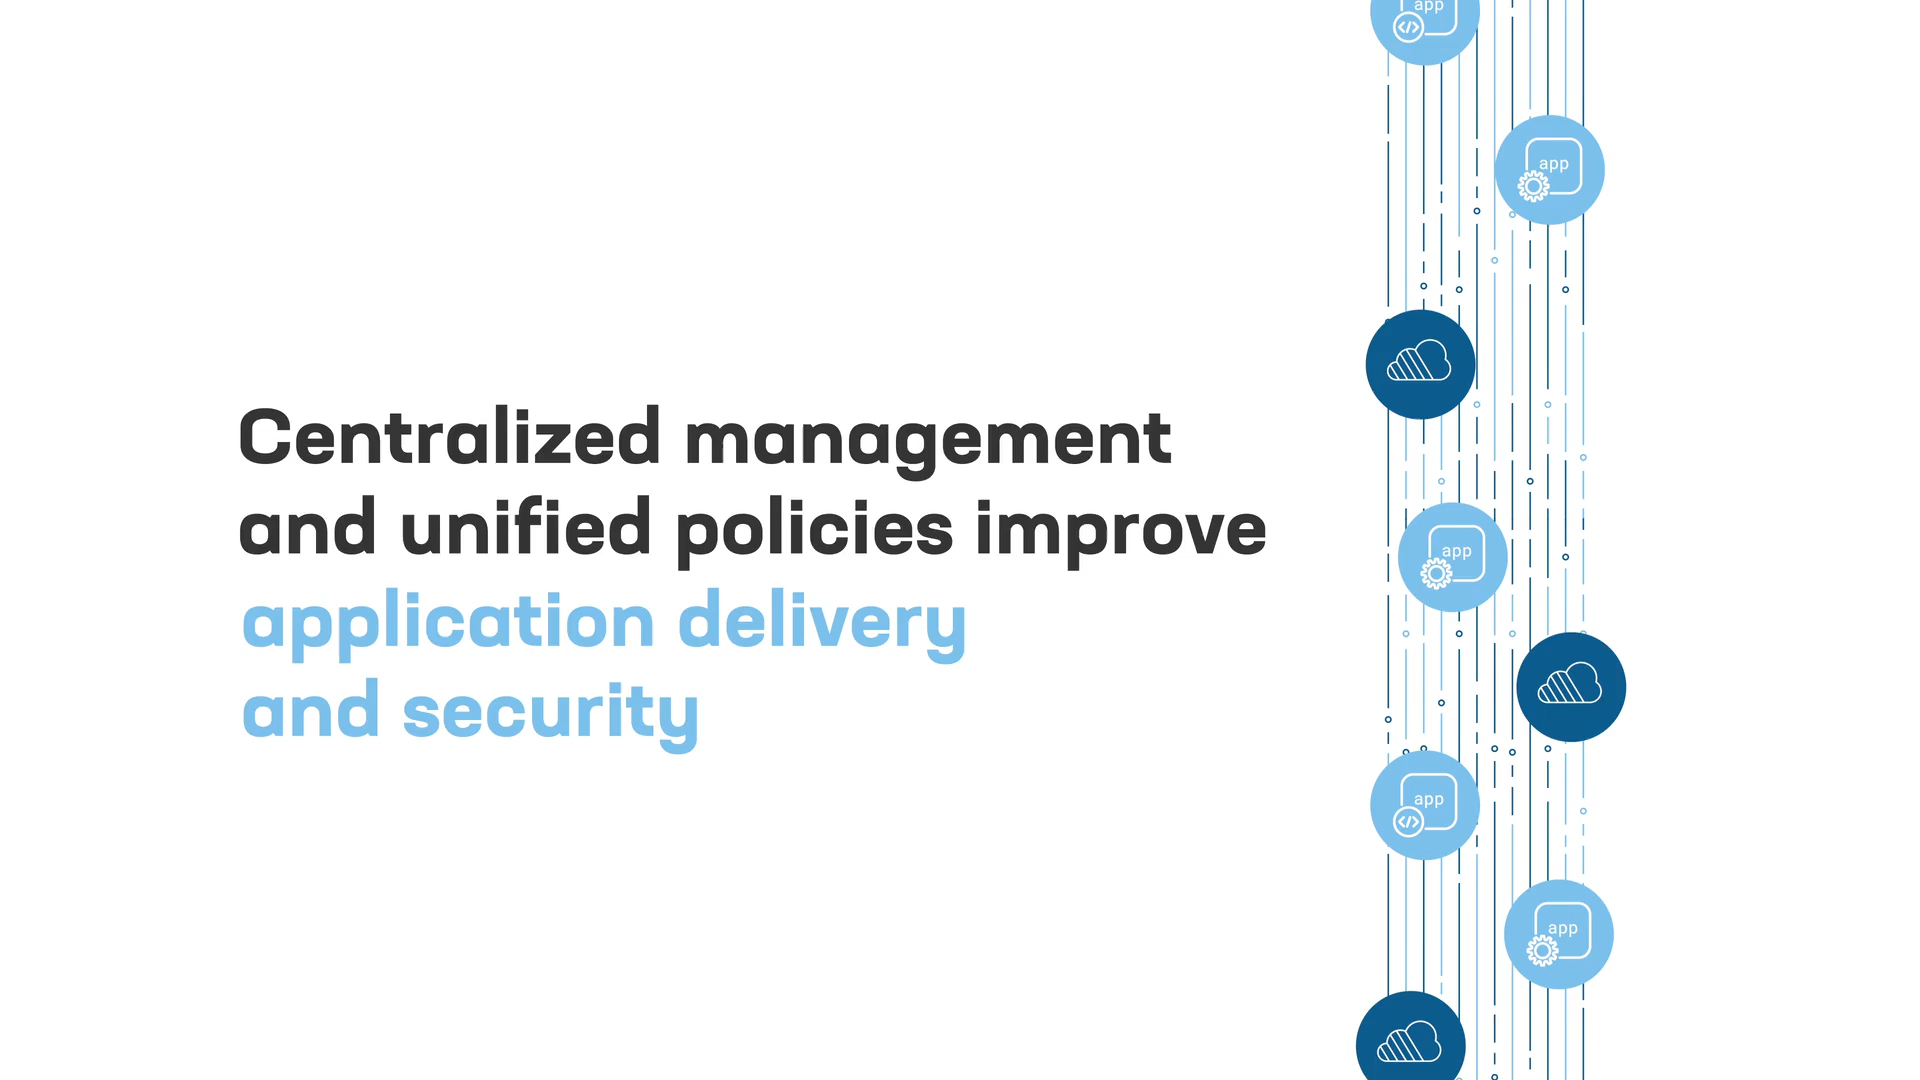 app
</>
app
Centralized management
and unified policies improve
application delivery
and security
app
app
</>
app